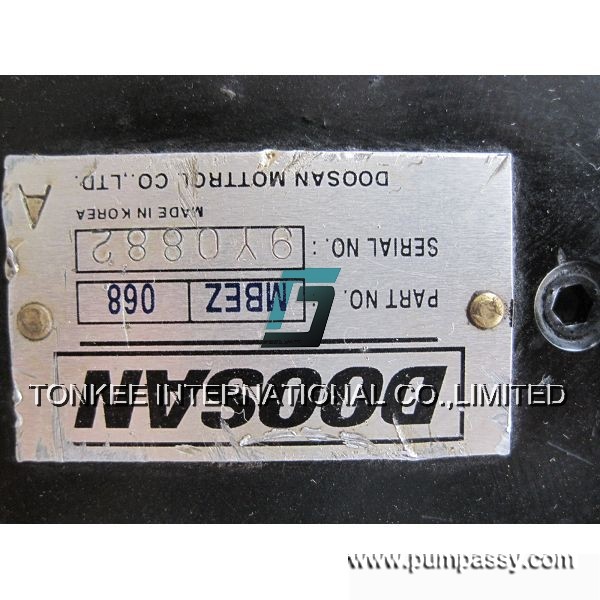 DOOSAN
PART NO. MBEZ 068
SERIAL NO.: 9Y0882
MADE IN KOREA
DOOSAN MOTTROL CO.,LTD.
A
TONKEE INTERNATIONAL CO.,LIMITED
www.pumpassy.com